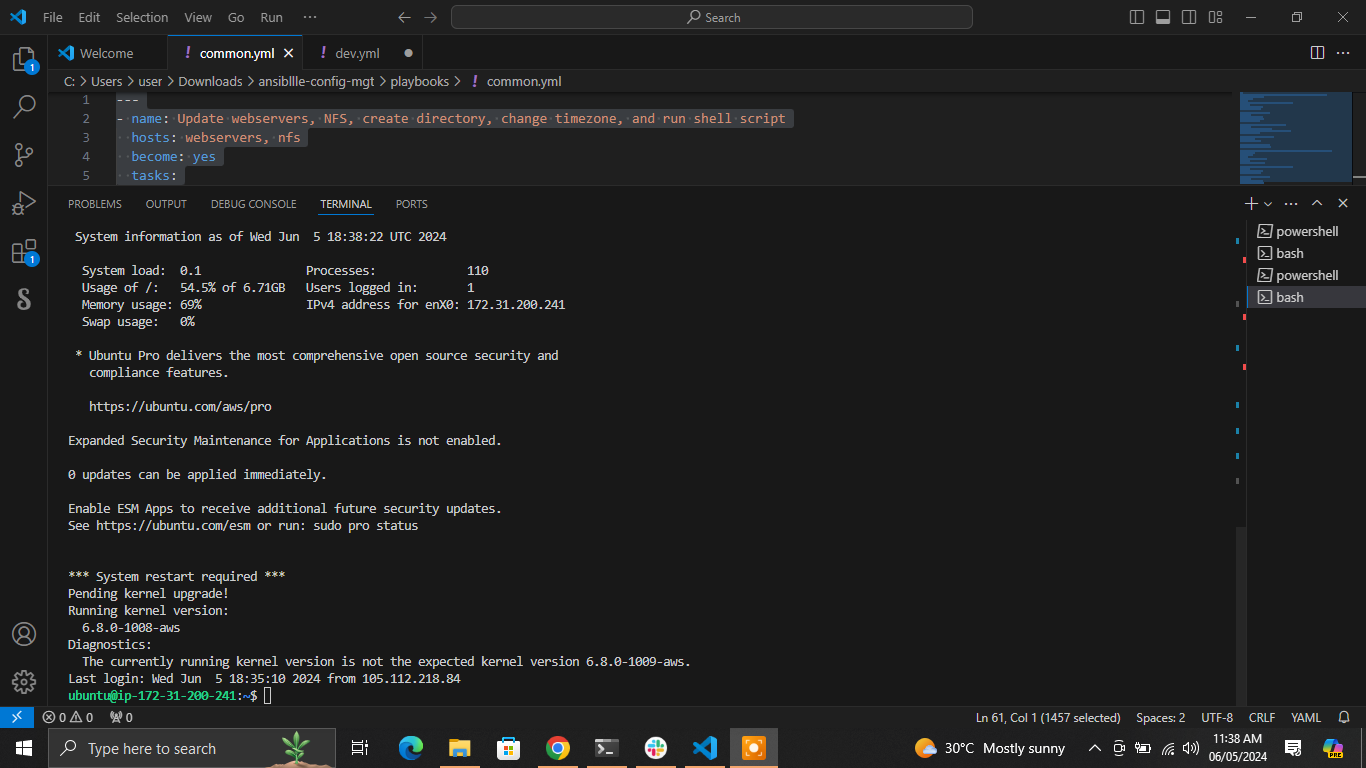 File Edit Selection View Go Run ··· Search
Welcome ! common.yml ! dev.yml
C: > Users > user > Downloads > ansiblle-config-mgt > playbooks > ! common.yml
1 ---
2 - name: Update webservers, NFS, create directory, change timezone, and run shell script
3 hosts: webservers, nfs
4 become: yes
5 tasks:
PROBLEMS OUTPUT DEBUG CONSOLE TERMINAL PORTS
System information as of Wed Jun  5 18:38:22 UTC 2024
System load: 0.1 Processes: 110
Usage of /: 54.5% of 6.71GB Users logged in: 1
Memory usage: 69% IPv4 address for enX0: 172.31.200.241
Swap usage: 0%
* Ubuntu Pro delivers the most comprehensive open source security and
compliance features.
https://ubuntu.com/aws/pro
Expanded Security Maintenance for Applications is not enabled.
0 updates can be applied immediately.
Enable ESM Apps to receive additional future security updates.
See https://ubuntu.com/esm or run: sudo pro status
*** System restart required ***
Pending kernel upgrade!
Running kernel version:
6.8.0-1008-aws
Diagnostics:
The currently running kernel version is not the expected kernel version 6.8.0-1009-aws.
Last login: Wed Jun  5 18:35:10 2024 from 105.112.218.84
ubuntu@ip-172-31-200-241:~$
powershell
bash
powershell
bash
1
1
0 0 0 Ln 61, Col 1 (1457 selected) Spaces: 2 UTF-8 CRLF YAML
Type here to search 30°C Mostly sunny 11:38 AM
06/05/2024
PRE